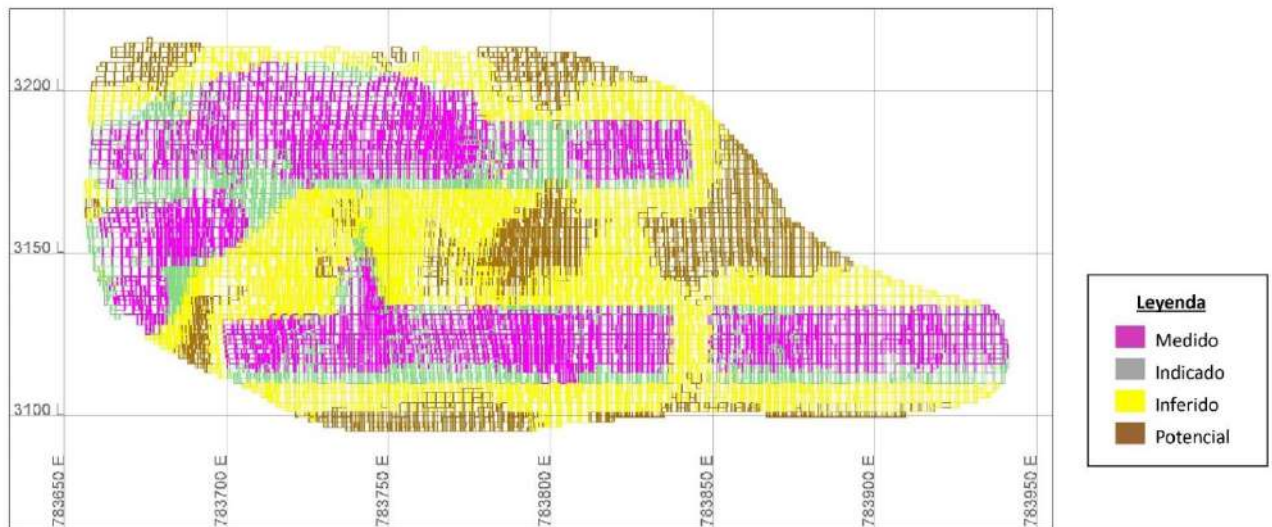 3200 L
3150 L
3100 L
783650 E
783700 E
783750 E
783800 E
783850 E
783900 E
783950 E
Leyenda
Medido
Indicado
Inferido
Potencial